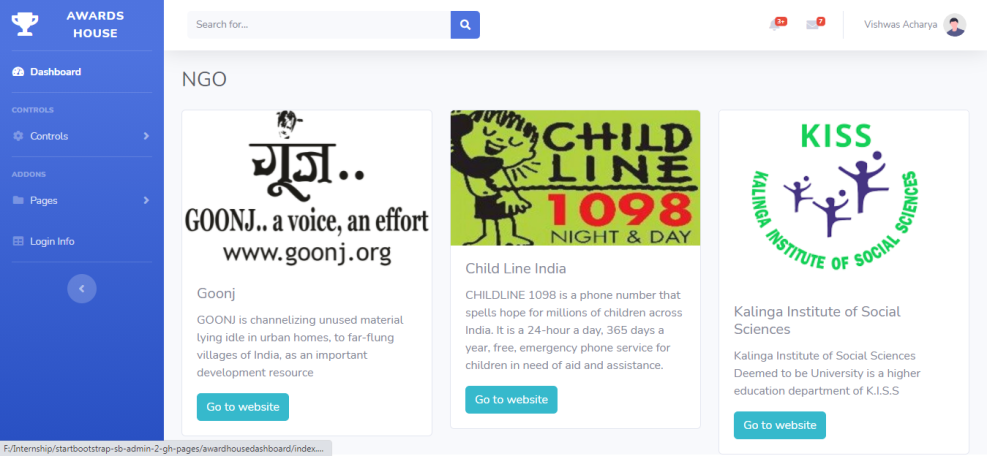 AWARDS
HOUSE
Search for...
3+
7
Vishwas Acharya
Dashboard
CONTROLS
Controls
ADDONS
Pages
Login Info
NGO
गूंज..
GOONJ.. a voice, an effort
www.goonj.org
Goonj
GOONJ is channelizing unused material
lying idle in urban homes, to far-flung
villages of India, as an important
development resource
Go to website
CHILD
LINE
1098
NIGHT & DAY
Child Line India
CHILDLINE 1098 is a phone number that
spells hope for millions of children across
India. It is a 24-hour a day, 365 days a
year, free, emergency phone service for
children in need of aid and assistance.
Go to website
KISS
KALINGA INSTITUTE OF SOCIAL SCIENCES
Kalinga Institute of Social
Sciences
Kalinga Institute of Social Sciences
Deemed to be University is a higher
education department of K.I.S.S
Go to website
F:/Internship/startbootstrap-sb-admin-2-gh-pages/awardhousedashboard/index....